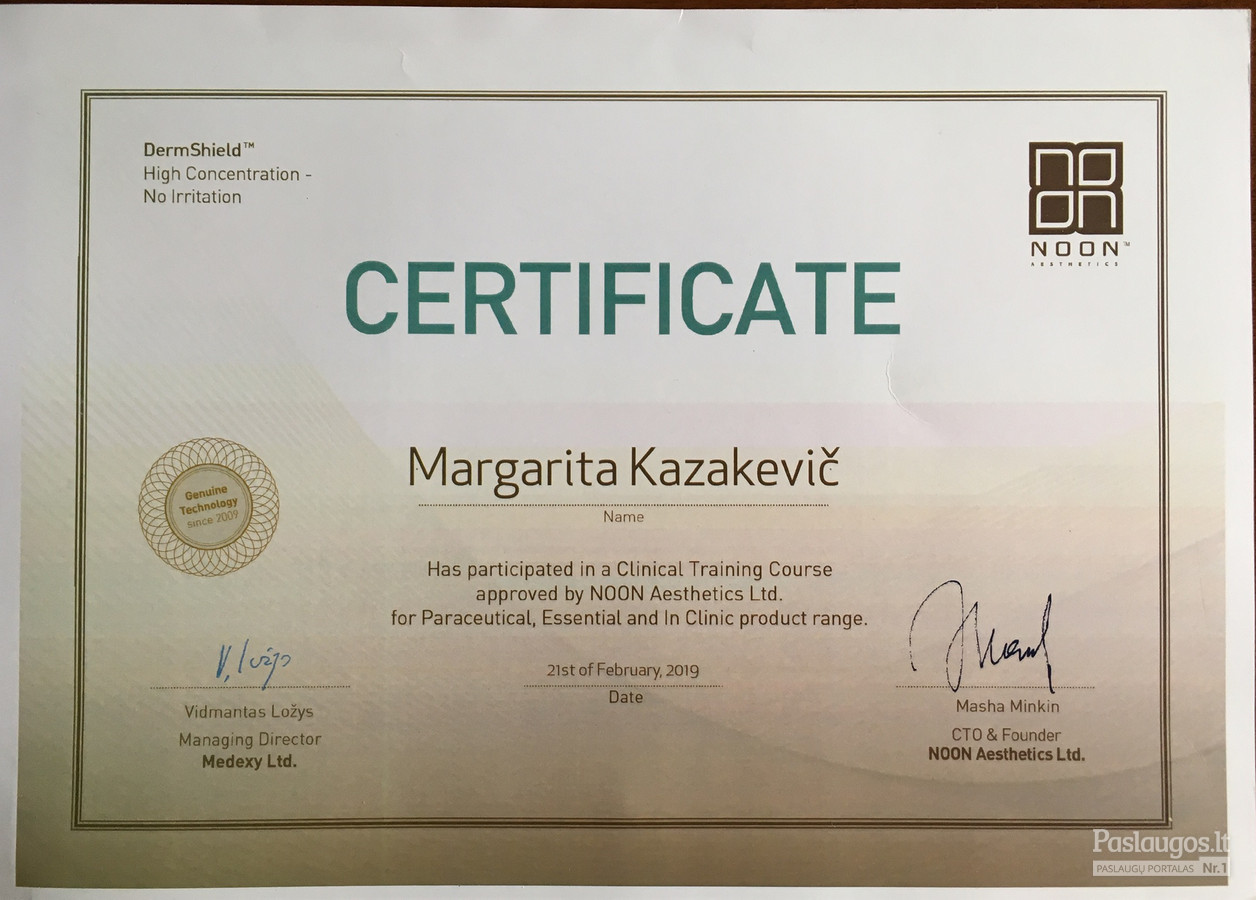 DermShield™
High Concentration -
No Irritation
NOON™
AESTHETICS
CERTIFICATE
Genuine
Technology
since 2009
Margarita Kazakevič
Name
Has participated in a Clinical Training Course
approved by NOON Aesthetics Ltd.
for Paraceutical, Essential and In Clinic product range.
V. Ložys
Vidmantas Ložys
Managing Director
Medexy Ltd.
21st of February, 2019
Date
Masha Minkin
CTO & Founder
NOON Aesthetics Ltd.
Paslaugos.lt
PASLAUGŲ PORTALAS Nr.1